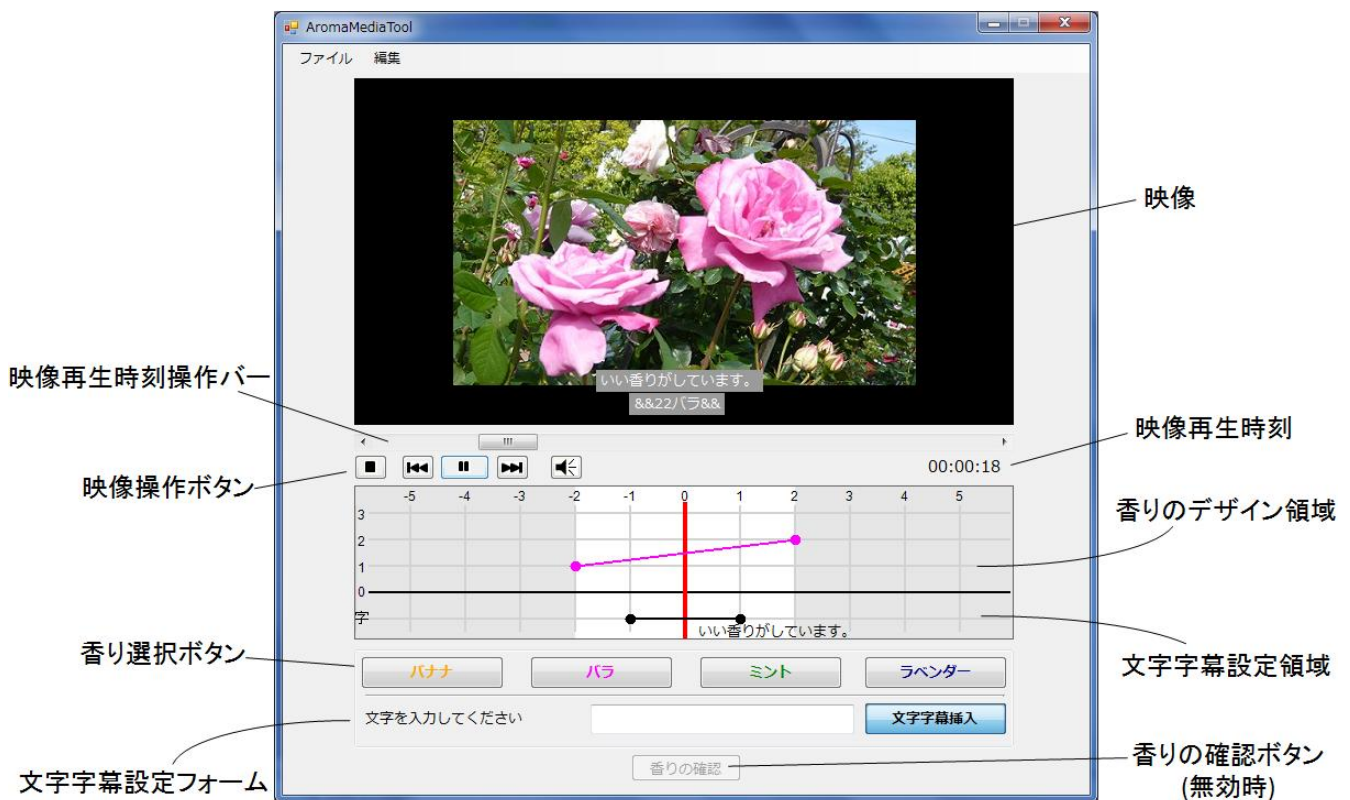 AromaMediaTool
ファイル 編集
いい香りがしています。
&&22バラ&&
映像
映像再生時刻操作バー
映像再生時刻
00:00:18
映像操作ボタン
-5 -4 -3 -2 -1 0 1 2 3 4 5
3
2
1
0
字
いい香りがしています。
香りのデザイン領域
文字字幕設定領域
香り選択ボタン
バナナ バラ ミント ラベンダー
文字を入力してください 文字字幕挿入
文字字幕設定フォーム
香りの確認
香りの確認ボタン
(無効時)